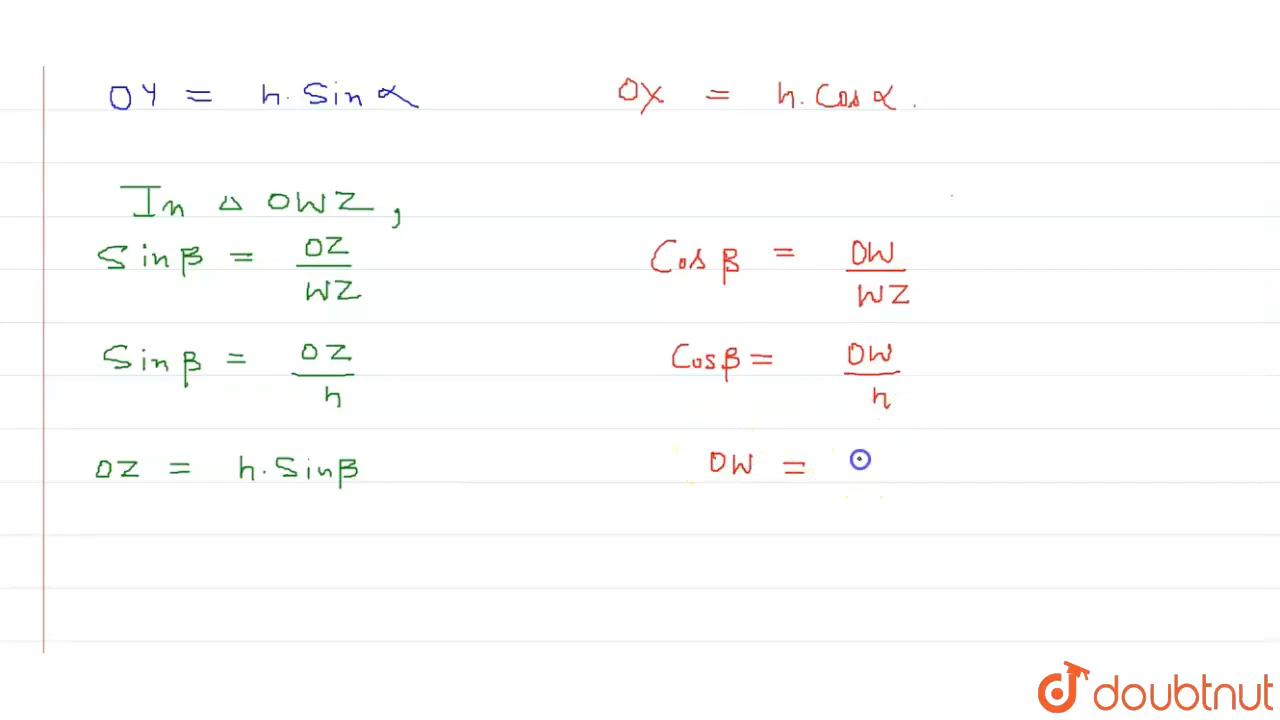 OY = h. Sin α OX = h. Cos α.
In Δ OWZ,
Sin β = OZ/WZ Cos β = OW/WZ
Sin β = OZ/h Cos β = OW/h
OZ = h. Sin β OW =
doubtnut